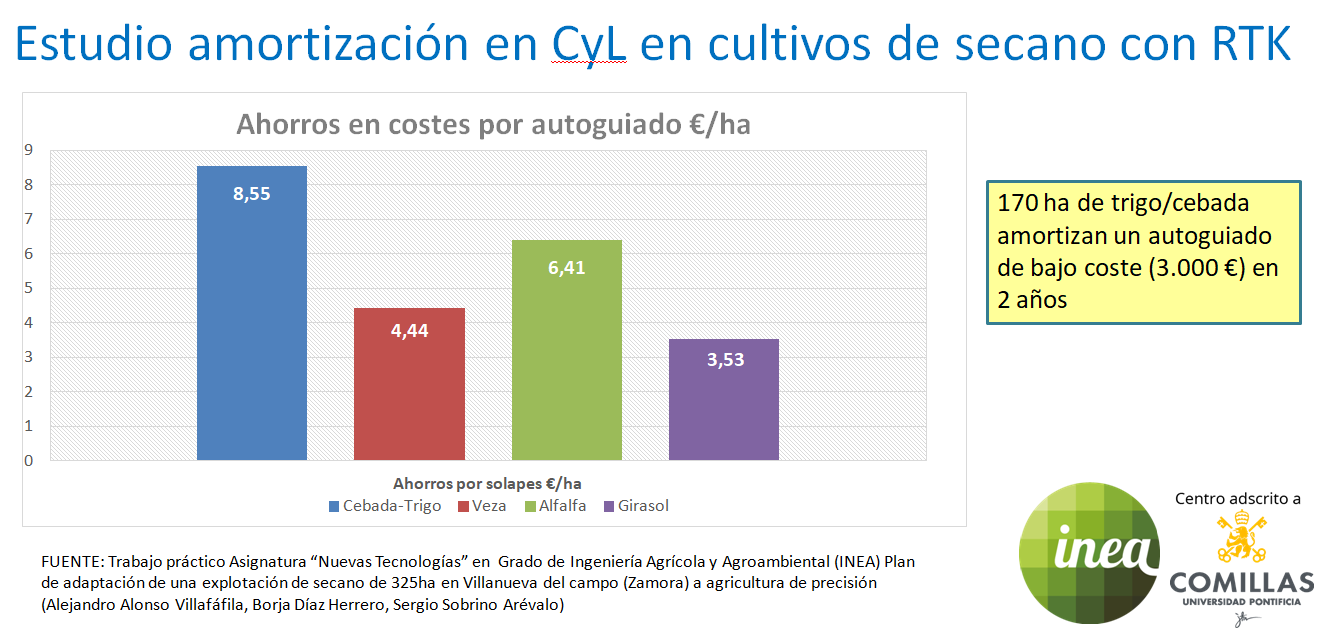 Estudio amortización en CyL en cultivos de secano con RTK
Ahorros en costes por autoguiado €/ha
9
8
7
6
5
4
3
2
1
0
8,55
4,44
6,41
3,53
Ahorros por solapes €/ha
Cebada-Trigo Veza Alfalfa Girasol
170 ha de trigo/cebada
amortizan un autoguiado
de bajo coste (3.000 €) en
2 años
FUENTE: Trabajo práctico Asignatura “Nuevas Tecnologías” en Grado de Ingeniería Agrícola y Agroambiental (INEA) Plan
de adaptación de una explotación de secano de 325ha en Villanueva del campo (Zamora) a agricultura de precisión
(Alejandro Alonso Villafáfila, Borja Díaz Herrero, Sergio Sobrino Arévalo)
inea
Centro adscrito a
COMILLAS
UNIVERSIDAD PONTIFICIA